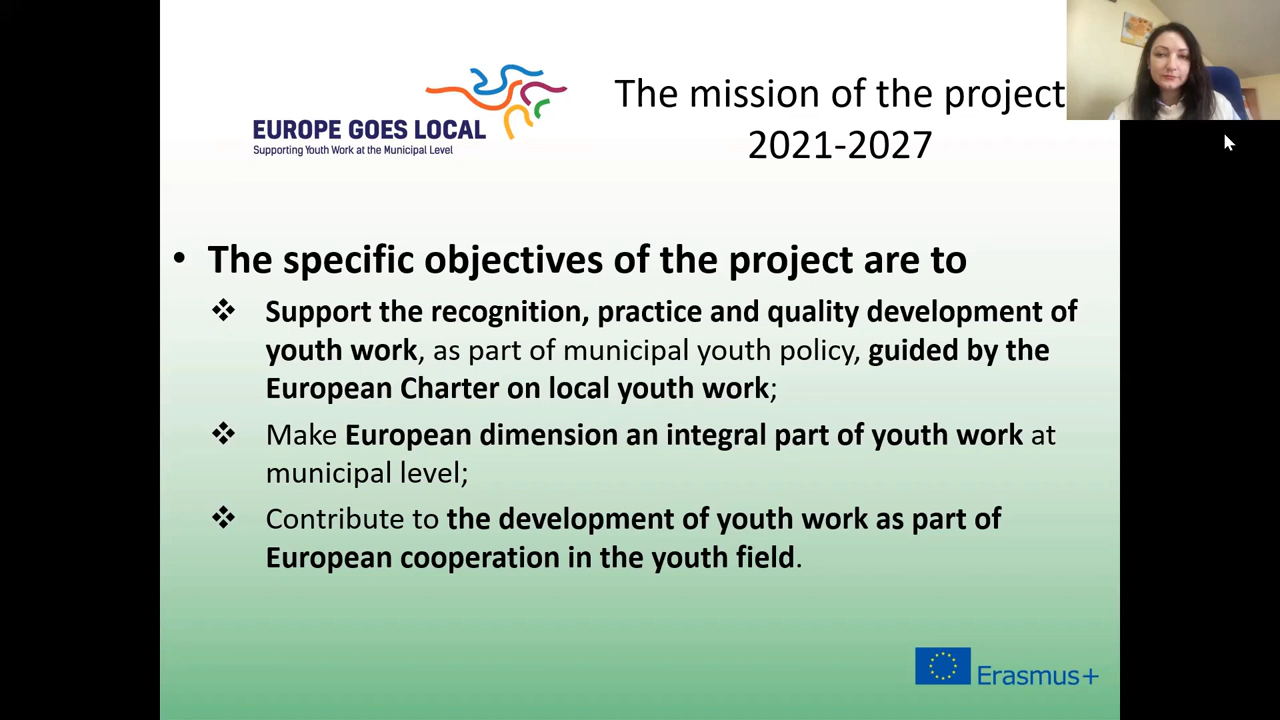 EUROPE GOES LOCAL
Supporting Youth Work at the Municipal Level
The mission of the project
2021-2027
• The specific objectives of the project are to
❖ Support the recognition, practice and quality development of
youth work, as part of municipal youth policy, guided by the
European Charter on local youth work;
❖ Make European dimension an integral part of youth work at
municipal level;
❖ Contribute to the development of youth work as part of
European cooperation in the youth field.
Erasmus+